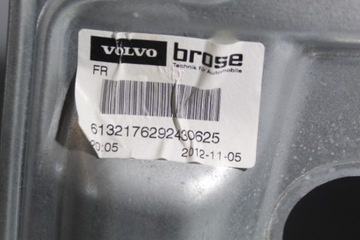 VOLVO brose
Technik für Automobile
FR
6132176292430625
20:05 2012-11-05